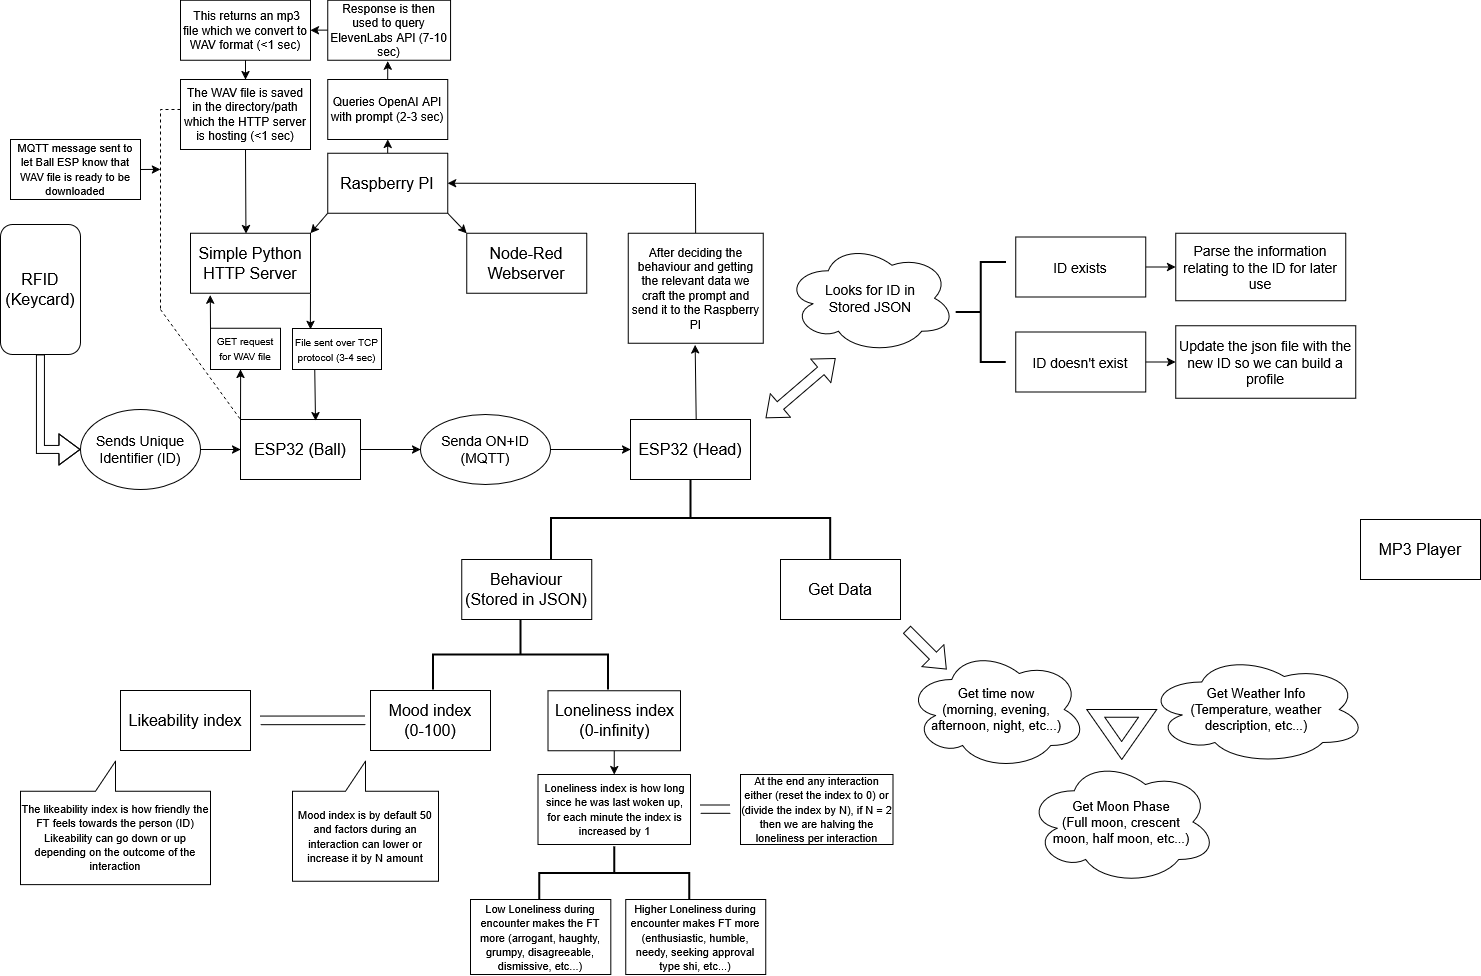 This returns an mp3
file which we convert to
WAV format (<1 sec)
Response is then
used to query
ElevenLabs API (7-10
sec)
The WAV file is saved
in the directory/path
which the HTTP server
is hosting (<1 sec)
Queries OpenAI API
with prompt (2-3 sec)
MQTT message sent to
let Ball ESP know that
WAV file is ready to be
downloaded
Raspberry PI
RFID
(Keycard)
Simple Python
HTTP Server
Node-Red
Webserver
After deciding the
behaviour and getting
the relevant data we
craft the prompt and
send it to the Raspberry
PI
Looks for ID in
Stored JSON
ID exists
Parse the information
relating to the ID for later
use
ID doesn't exist
Update the json file with the
new ID so we can build a
profile
GET request
for WAV file
File sent over TCP
protocol (3-4 sec)
Sends Unique
Identifier (ID)
ESP32 (Ball)
Senda ON+ID
(MQTT)
ESP32 (Head)
MP3 Player
Behaviour
(Stored in JSON)
Get Data
Likeability index
Mood index
(0-100)
Loneliness index
(0-infinity)
Get time now
(morning, evening,
afternoon, night, etc...)
Get Weather Info
(Temperature, weather
description, etc...)
Get Moon Phase
(Full moon, crescent
moon, half moon, etc...)
The likeability index is how friendly the
FT feels towards the person (ID)
Likeability can go down or up
depending on the outcome of the
interaction
Mood index is by default 50
and factors during an
interaction can lower or
increase it by N amount
Loneliness index is how long
since he was last woken up,
for each minute the index is
increased by 1
At the end any interaction
either (reset the index to 0) or
(divide the index by N), if N = 2
then we are halving the
loneliness per interaction
Low Loneliness during
encounter makes the FT
more (arrogant, haughty,
grumpy, disagreeable,
dismissive, etc...)
Higher Loneliness during
encounter makes FT more
(enthusiastic, humble,
needy, seeking approval
type shi, etc...)